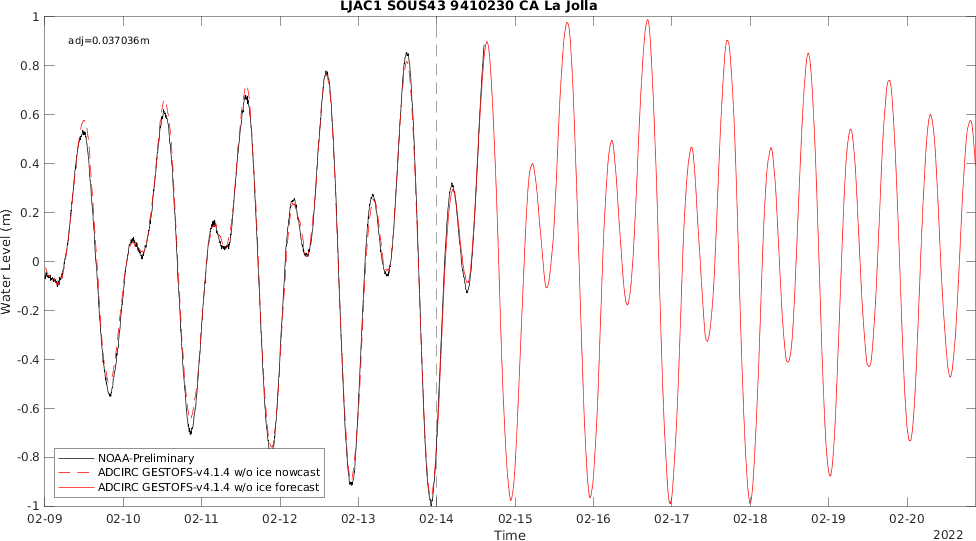 LJAC1 SOUS43 9410230 CA La Jolla
adj=0.037036m
Water Level (m)
1
0.8
0.6
0.4
0.2
0
-0.2
-0.4
-0.6
-0.8
-1
NOAA-Preliminary
ADCIRC GESTOFS-v4.1.4 w/o ice nowcast
ADCIRC GESTOFS-v4.1.4 w/o ice forecast
02-09 02-10 02-11 02-12 02-13 02-14 02-15 02-16 02-17 02-18 02-19 02-20
Time
2022